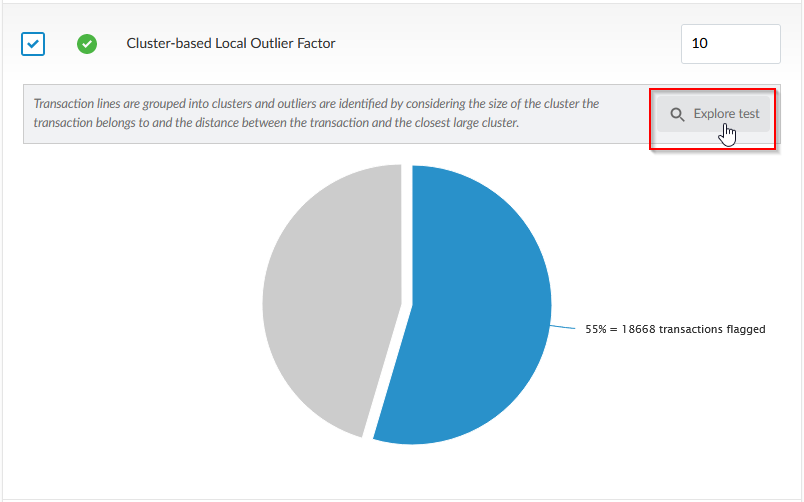 Cluster-based Local Outlier Factor
10
Transaction lines are grouped into clusters and outliers are identified by considering the size of the cluster the
transaction belongs to and the distance between the transaction and the closest large cluster.
Explore test
55% = 18668 transactions flagged